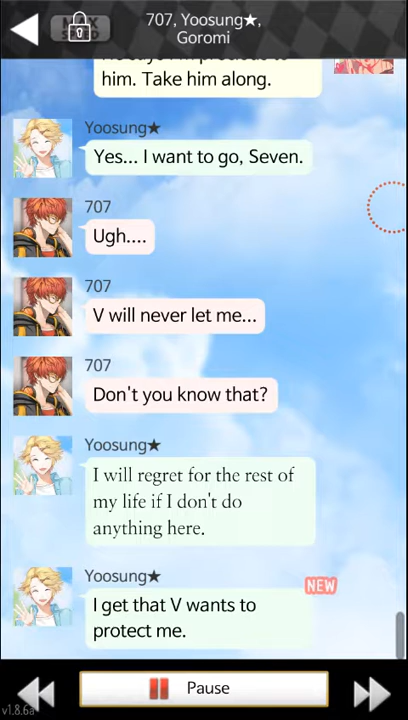 707, Yoosung★,
Goromi
him. Take him along.
Yoosung★
Yes... I want to go, Seven.
707
Ugh....
707
V will never let me...
707
Don't you know that?
Yoosung★
I will regret for the rest of
my life if I don't do
anything here.
Yoosung★
NEW
I get that V wants to
protect me.
Pause
v1.8.6a